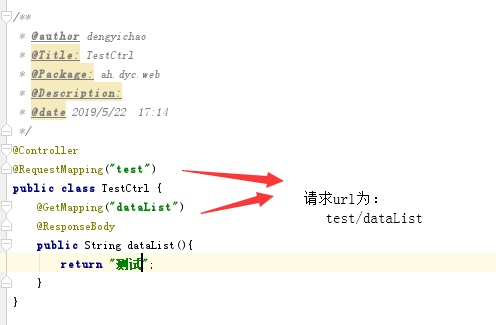 /**
 * @author dengyichao
 * @Title: TestCtrl
 * @Package: ah.dyc.web
 * @Description:
 * @date 2019/5/22  17:14
 */
@Controller
@RequestMapping("test")
public class TestCtrl {
@GetMapping("dataList")
@ResponseBody
public String dataList(){
return "测试";
}
}
请求url为:
test/dataList